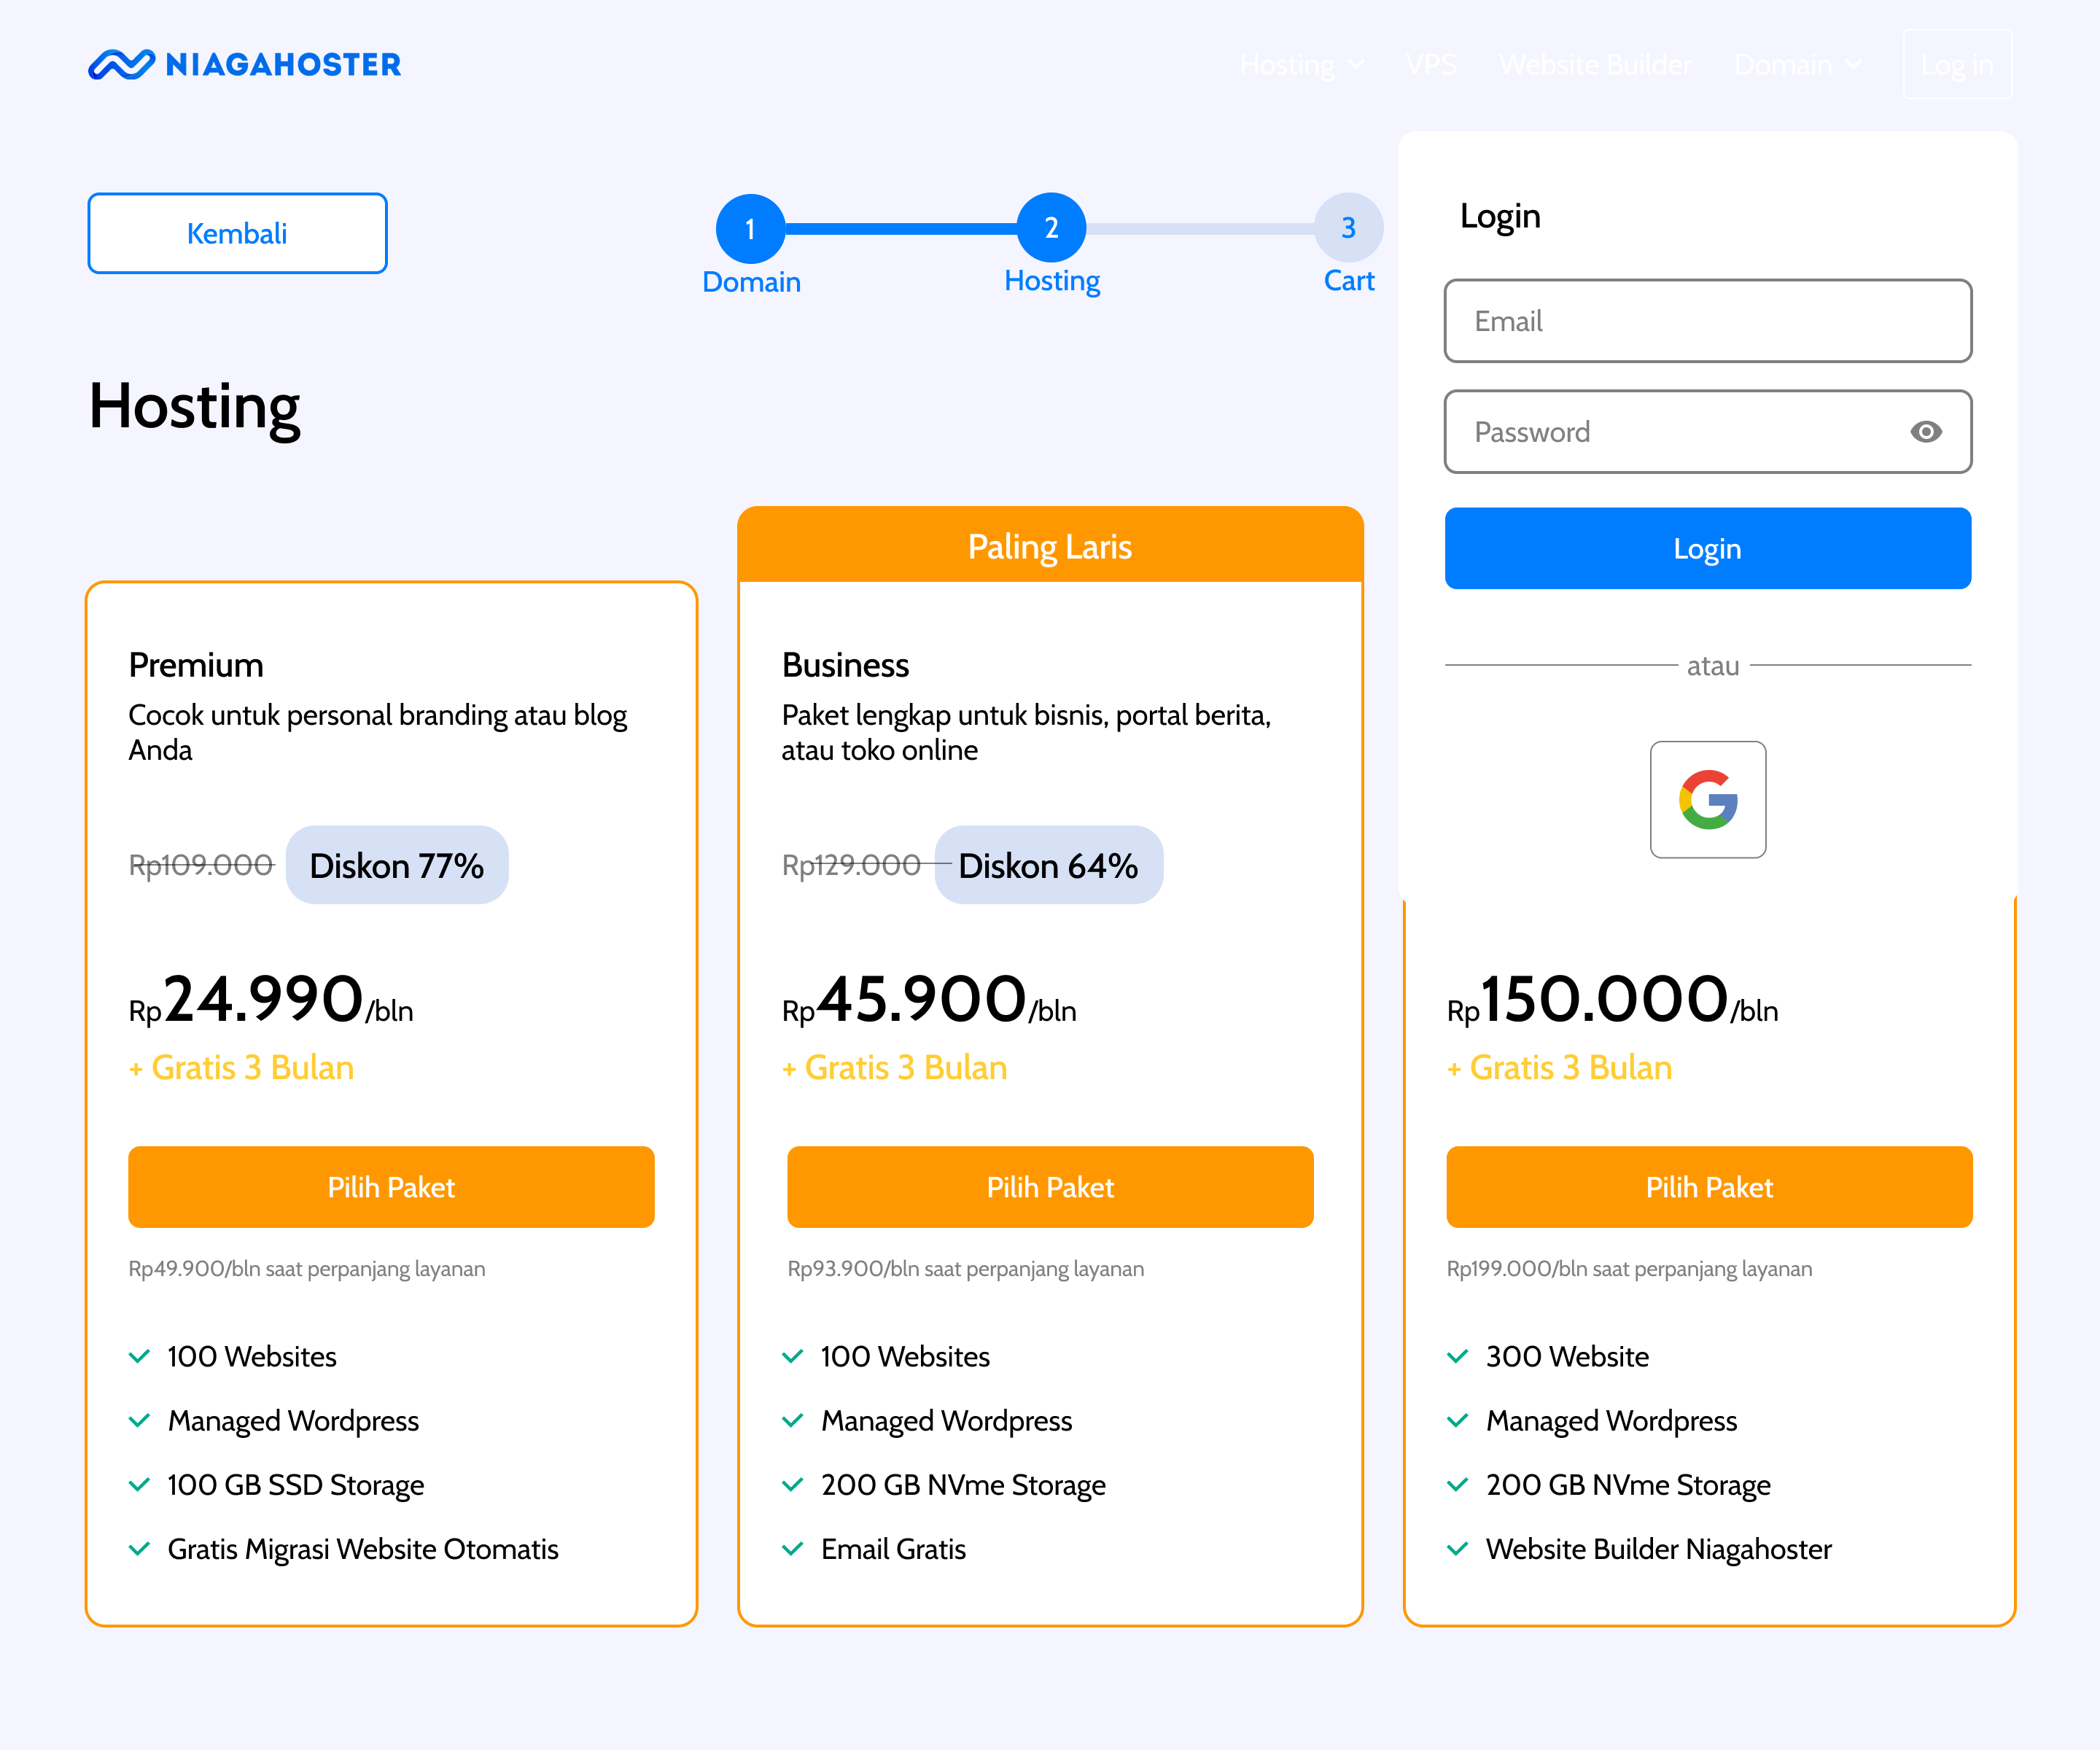 NIAGAHOSTER
Hosting
VPS
Website Builder
Domain
Log in
Kembali
1
2
3
Domain
Hosting
Cart
Login
Email
Password
Login
atau
Hosting
Premium
Cocok untuk personal branding atau blog
Anda
Rp109.000
Diskon 77%
Rp24.990/bln
+ Gratis 3 Bulan
Pilih Paket
Rp49.900/bln saat perpanjang layanan
100 Websites
Managed Wordpress
100 GB SSD Storage
Gratis Migrasi Website Otomatis
Paling Laris
Business
Paket lengkap untuk bisnis, portal berita,
atau toko online
Rp129.000
Diskon 64%
Rp45.900/bln
+ Gratis 3 Bulan
Pilih Paket
Rp93.900/bln saat perpanjang layanan
100 Websites
Managed Wordpress
200 GB NVme Storage
Email Gratis
Rp150.000/bln
+ Gratis 3 Bulan
Pilih Paket
Rp199.000/bln saat perpanjang layanan
300 Website
Managed Wordpress
200 GB NVme Storage
Website Builder Niagahoster